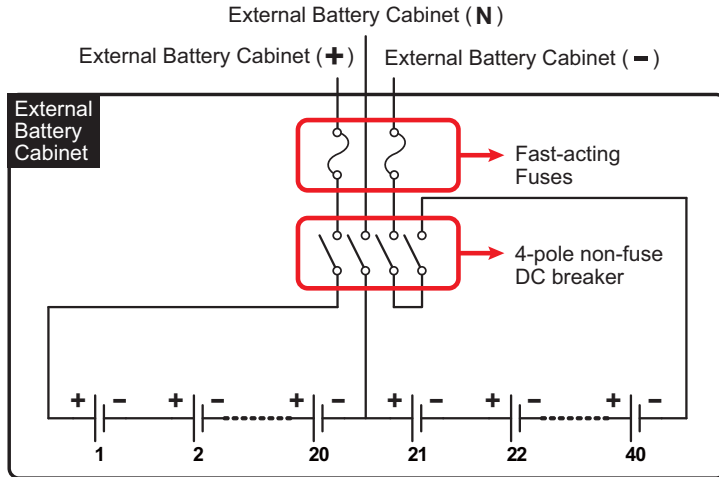 External Battery Cabinet ( N )
External Battery Cabinet ( + )
External Battery Cabinet ( − )
External
Battery
Cabinet
Fast-acting
Fuses
4-pole non-fuse
DC breaker
+ − + − + − + − + − + −
1 2 20 21 22 40